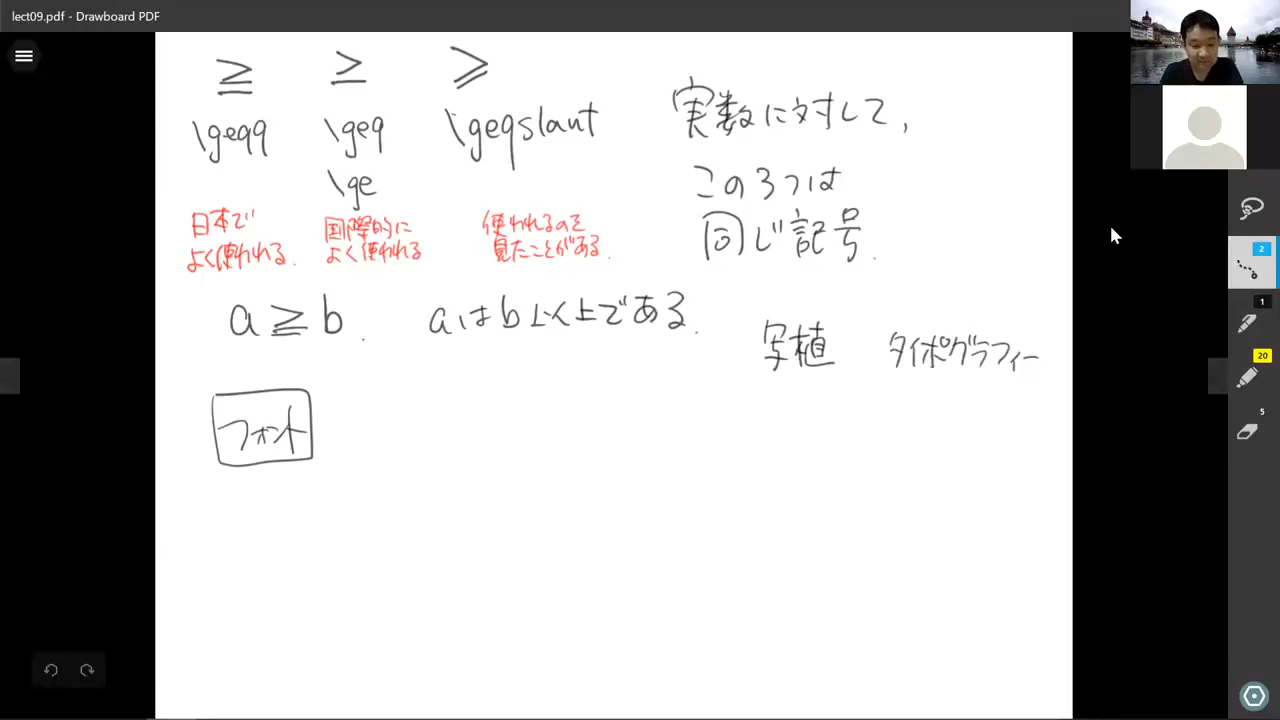 lect09.pdf - Drawboard PDF
≧ ≥ ⩾
\geqq \geq \geqslant
\ge
日本で
よく使われる.
国際的に
よく使われる
使われるのを
見たことがある.
実数に対して,
この3つは
同じ記号.
a ≧ b. aはb以上である.
写植 タイポグラフィー
フォント
2
1
20
5